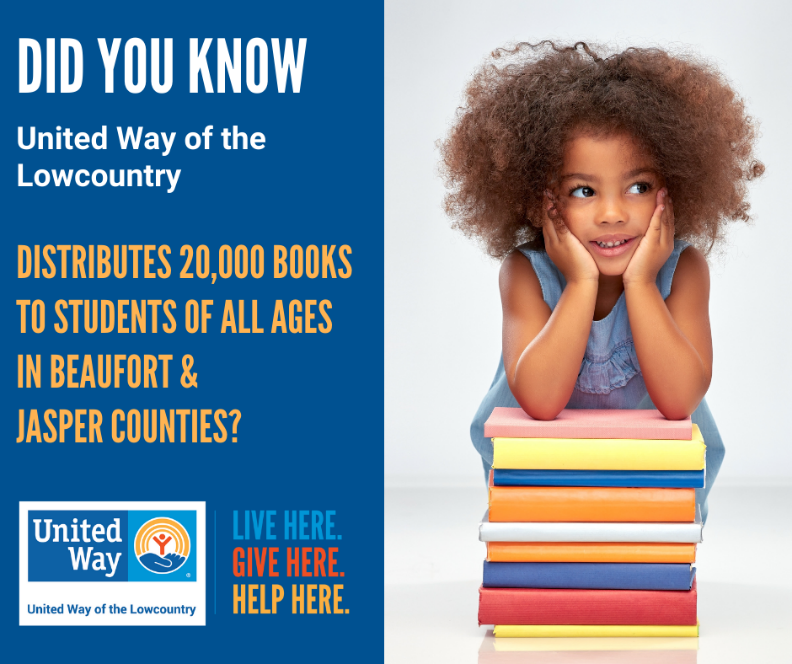 DID YOU KNOW
United Way of the
Lowcountry
DISTRIBUTES 20,000 BOOKS
TO STUDENTS OF ALL AGES
IN BEAUFORT &
JASPER COUNTIES?
United
Way
®
United Way of the Lowcountry
LIVE HERE.
GIVE HERE.
HELP HERE.